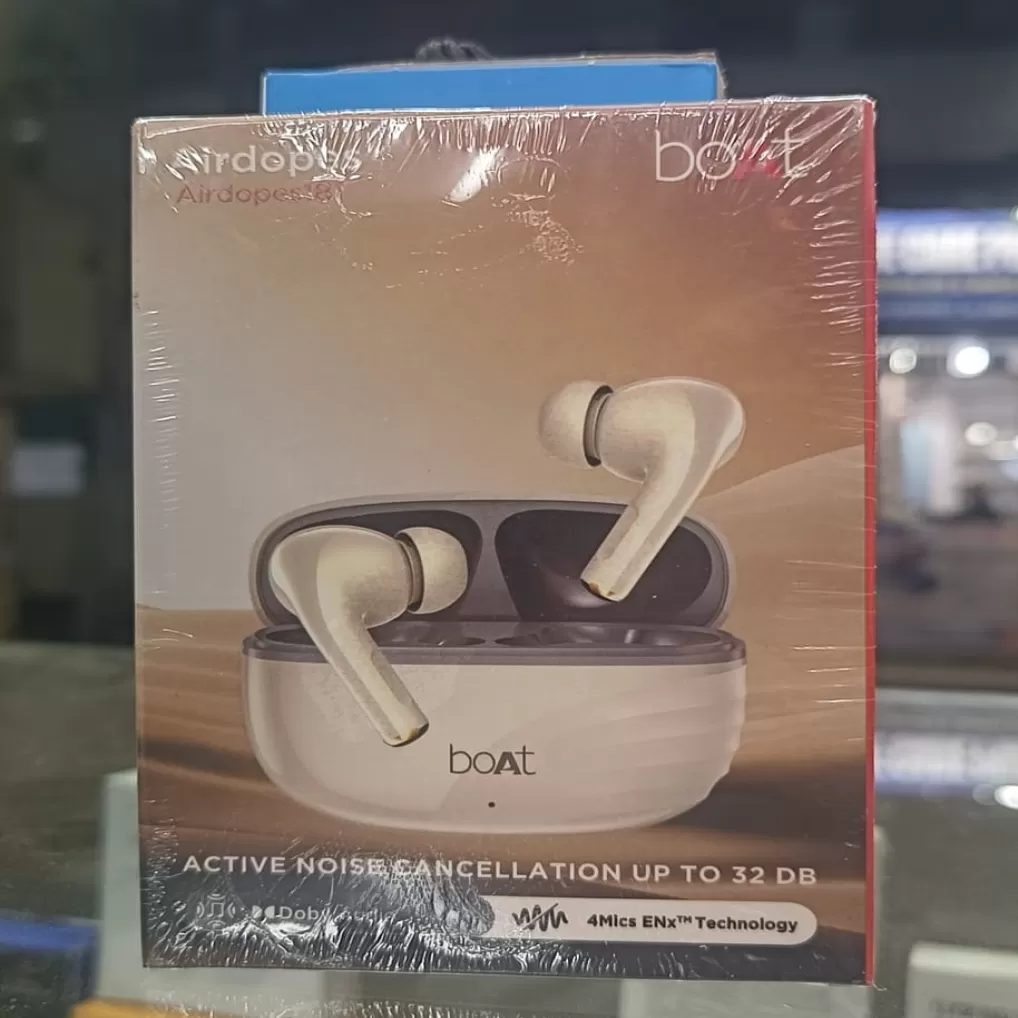 Airdopes
boAt
boAt
ACTIVE NOISE CANCELLATION UP TO 32 DB
4Mics ENx™ Technology